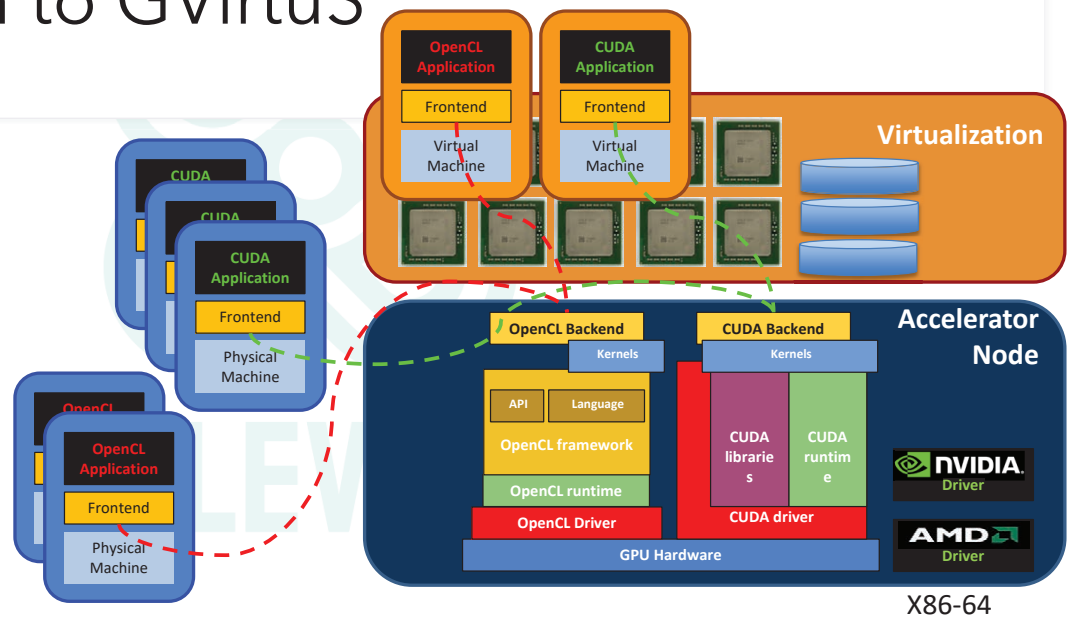 to GVirtuS
OpenCL
Application
Frontend
Virtual
Machine
CUDA
Application
Frontend
Virtual
Machine
Virtualization
CUDA
CUDA
CUDA
Application
Frontend
Physical
Machine
OpenCL
OpenCL
Application
Frontend
Physical
Machine
Accelerator
Node
OpenCL Backend
Kernels
API
Language
OpenCL framework
OpenCL runtime
OpenCL Driver
CUDA Backend
Kernels
CUDA
librarie
s
CUDA
runtim
e
CUDA driver
GPU Hardware
NVIDIA.
Driver
AMD
Driver
X86-64